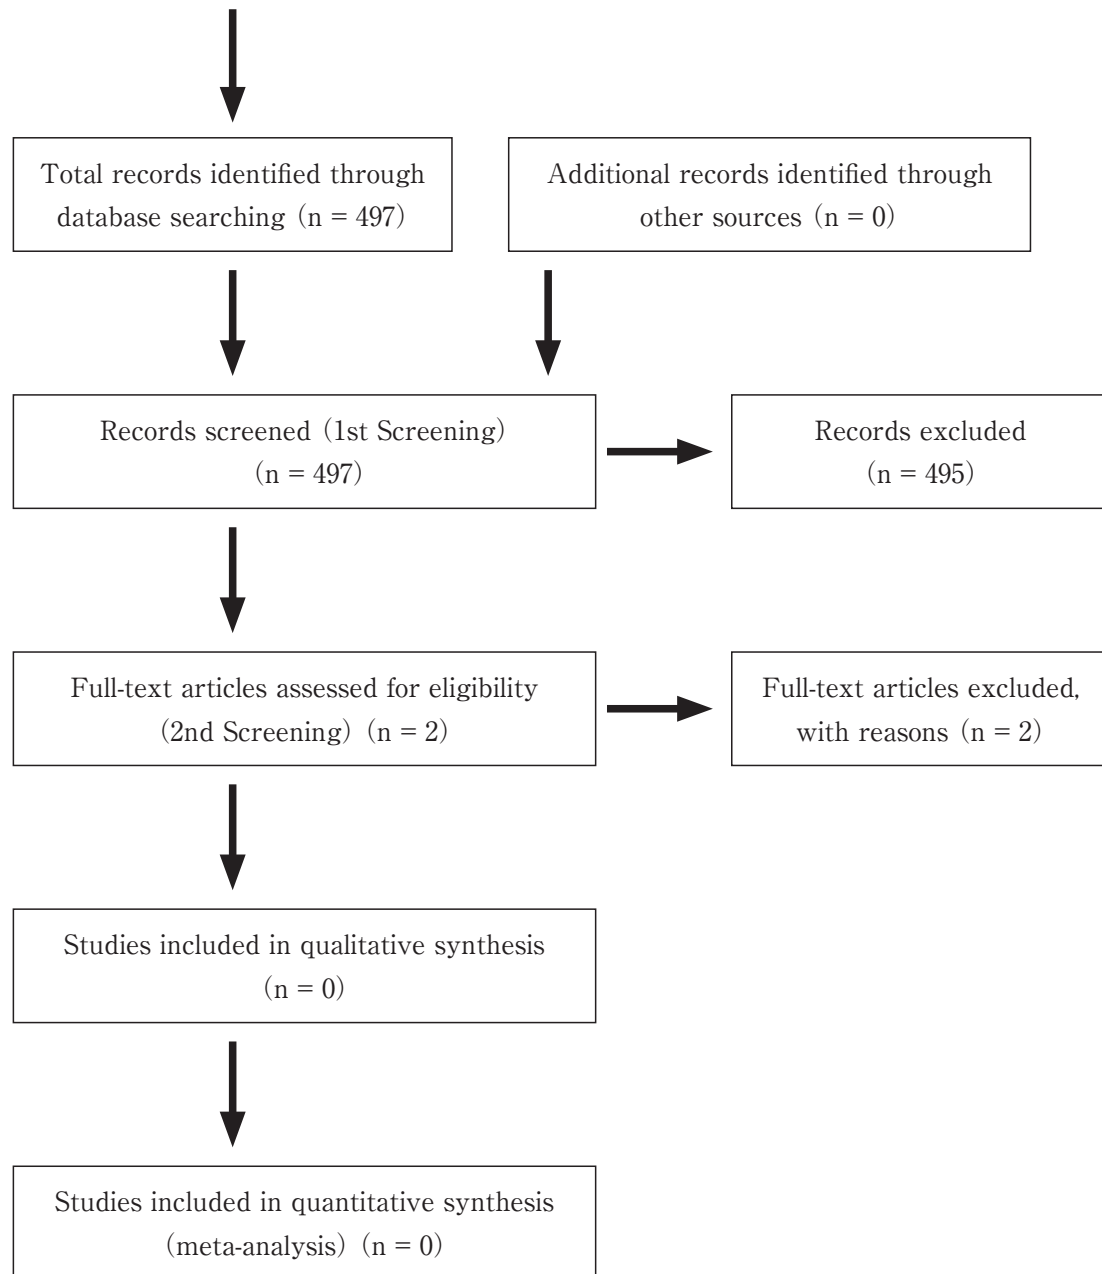 Total records identified through
database searching (n = 497)
Additional records identified through
other sources (n = 0)
Records screened (1st Screening)
(n = 497)
Records excluded
(n = 495)
Full-text articles assessed for eligibility
(2nd Screening) (n = 2)
Full-text articles excluded,
with reasons (n = 2)
Studies included in qualitative synthesis
(n = 0)
Studies included in quantitative synthesis
(meta-analysis) (n = 0)